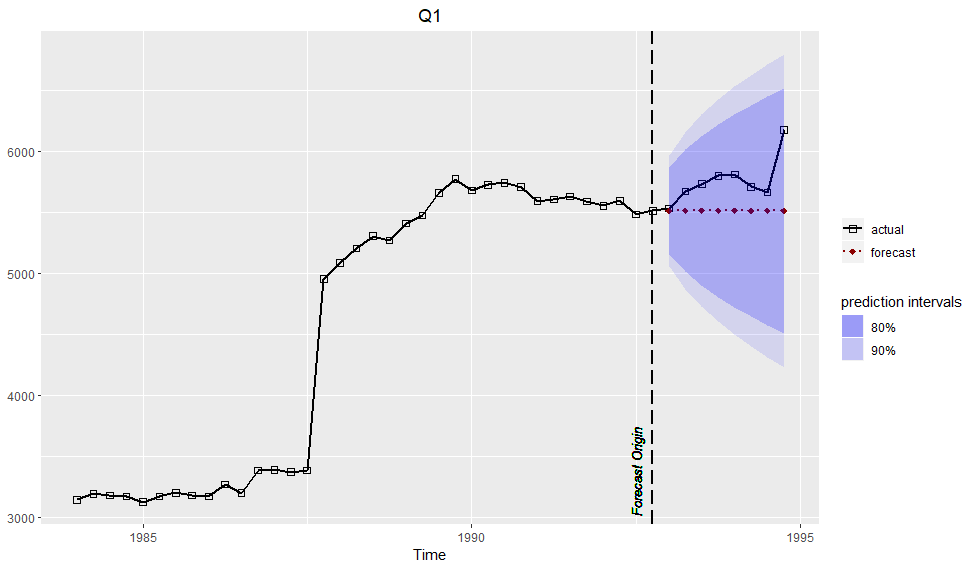 Q1
6000
5000
4000
3000
Forecast Origin
1985
1990
1995
Time
actual
forecast
prediction intervals
80%
90%